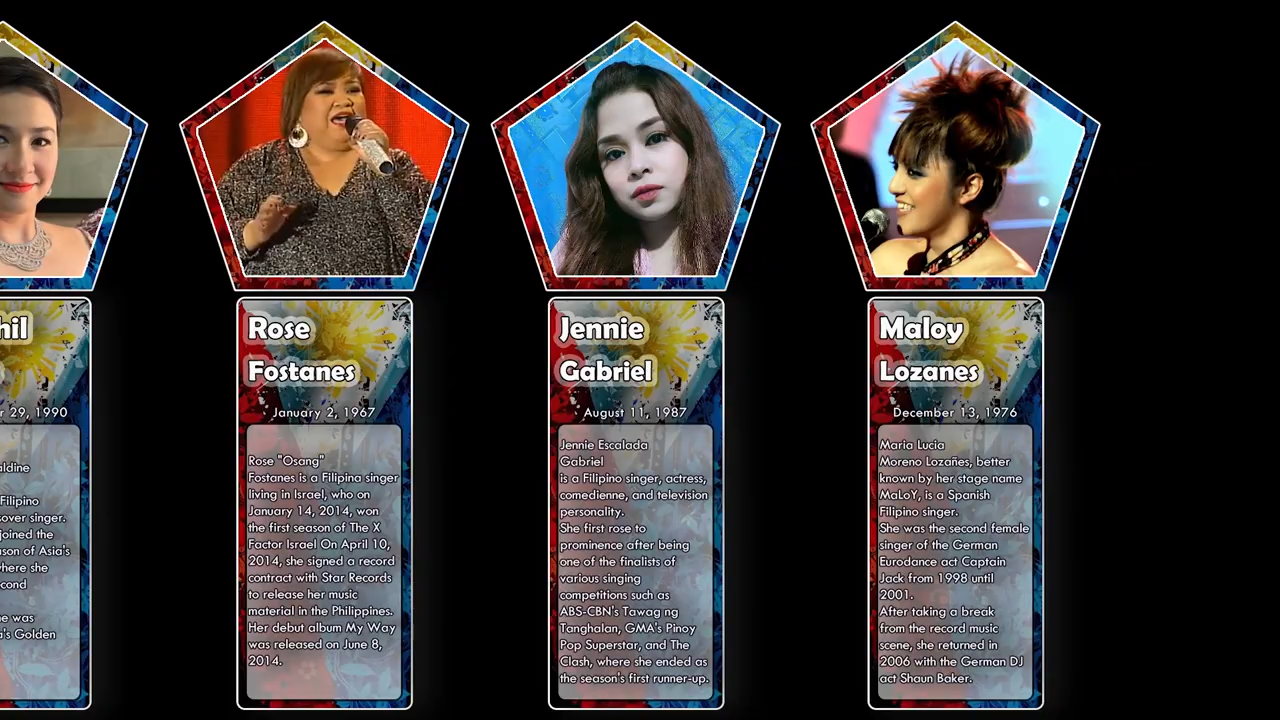 hil
r 29, 1990
aldine
Filipino
over singer.
joined the
ason of Asia's
where she
cond
ne was
a's Golden
Rose
Fostanes
January 2, 1967
Rose "Osang"
Fostanes is a Filipina singer
living in Israel, who on
January 14, 2014, won
the first season of The X
Factor Israel On April 10,
2014, she signed a record
contract with Star Records
to release her music
material in the Philippines.
Her debut album My Way
was released on June 8,
2014.
Jennie
Gabriel
August 11, 1987
Jennie Escalada
Gabriel
is a Filipino singer, actress,
comedienne, and television
personality.
She first rose to
prominence after being
one of the finalists of
various singing
competitions such as
ABS-CBN's Tawag ng
Tanghalan, GMA's Pinoy
Pop Superstar, and The
Clash, where she ended as
the season's first runner-up.
Maloy
Lozanes
December 13, 1976
Maria Lucia
Moreno Lozañes, better
known by her stage name
MaLoY, is a Spanish
Filipino singer.
She was the second female
singer of the German
Eurodance act Captain
Jack from 1998 until
2001.
After taking a break
from the record music
scene, she returned in
2006 with the German DJ
act Shaun Baker.